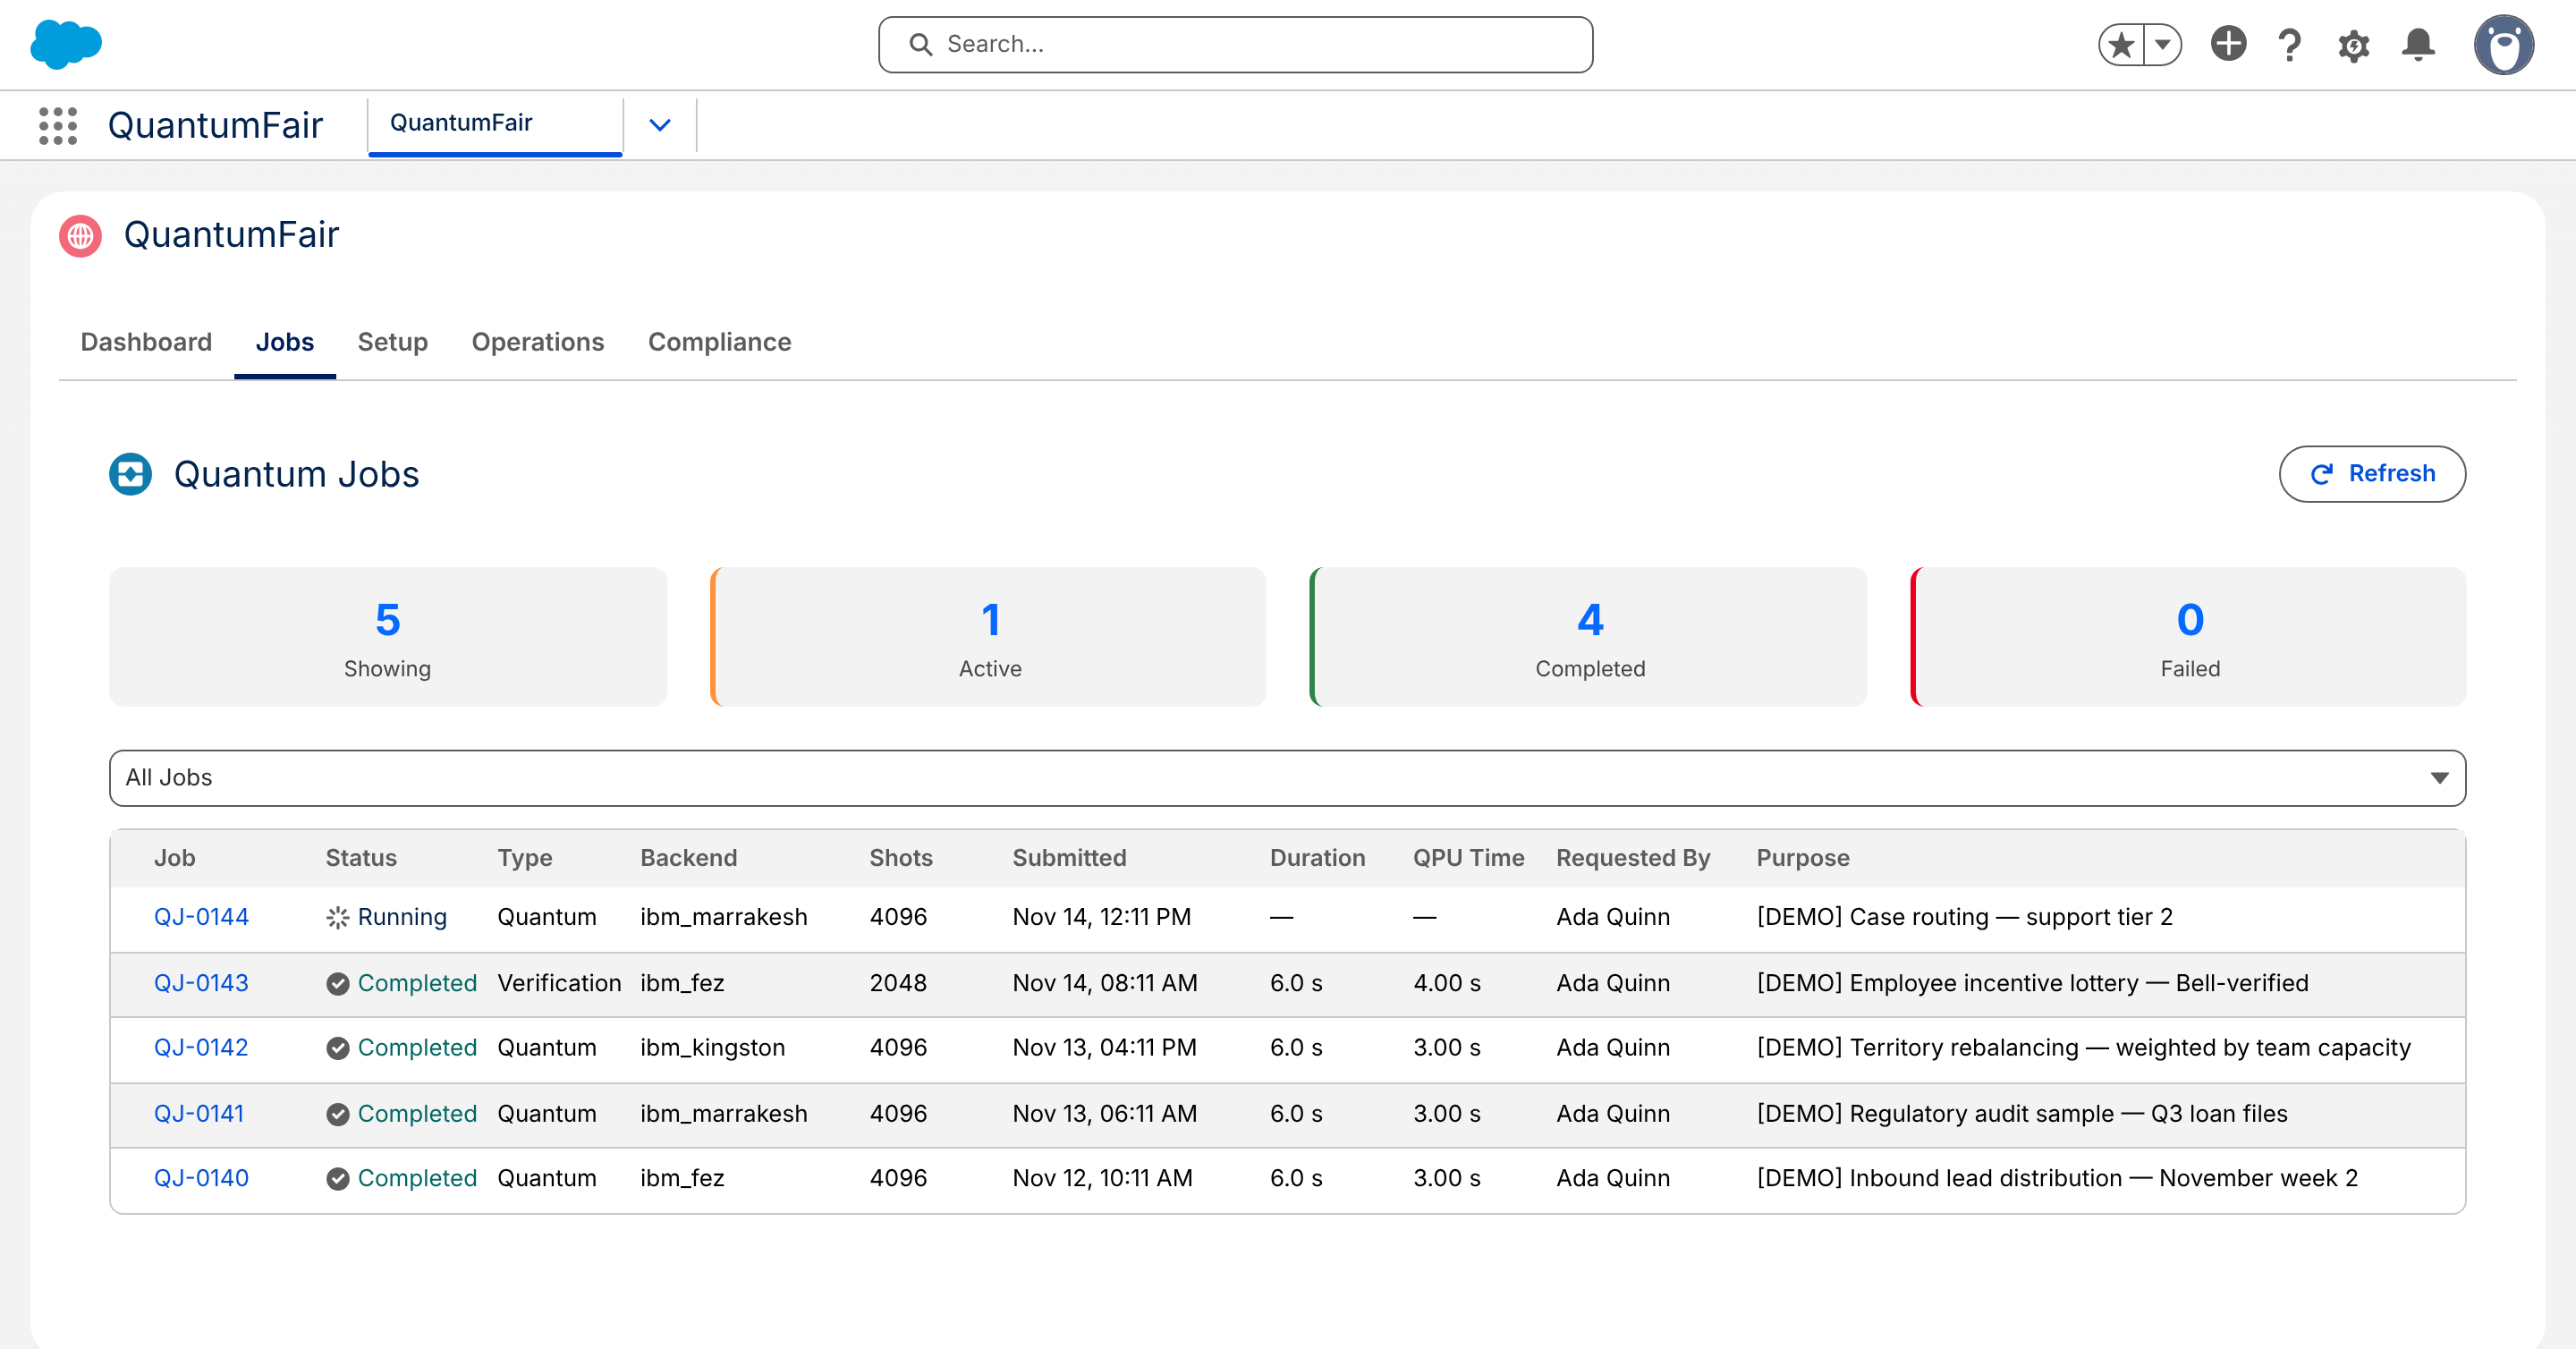 Search...
QuantumFair QuantumFair
QuantumFair
Dashboard Jobs Setup Operations Compliance
Quantum Jobs Refresh
5 1 4 0
Showing Active Completed Failed
All Jobs
Job Status Type Backend Shots Submitted Duration QPU Time Requested By Purpose
QJ-0144 Running Quantum ibm_marrakesh 4096 Nov 14, 12:11 PM — — Ada Quinn [DEMO] Case routing — support tier 2
QJ-0143 Completed Verification ibm_fez 2048 Nov 14, 08:11 AM 6.0 s 4.00 s Ada Quinn [DEMO] Employee incentive lottery — Bell-verified
QJ-0142 Completed Quantum ibm_kingston 4096 Nov 13, 04:11 PM 6.0 s 3.00 s Ada Quinn [DEMO] Territory rebalancing — weighted by team capacity
QJ-0141 Completed Quantum ibm_marrakesh 4096 Nov 13, 06:11 AM 6.0 s 3.00 s Ada Quinn [DEMO] Regulatory audit sample — Q3 loan files
QJ-0140 Completed Quantum ibm_fez 4096 Nov 12, 10:11 AM 6.0 s 3.00 s Ada Quinn [DEMO] Inbound lead distribution — November week 2